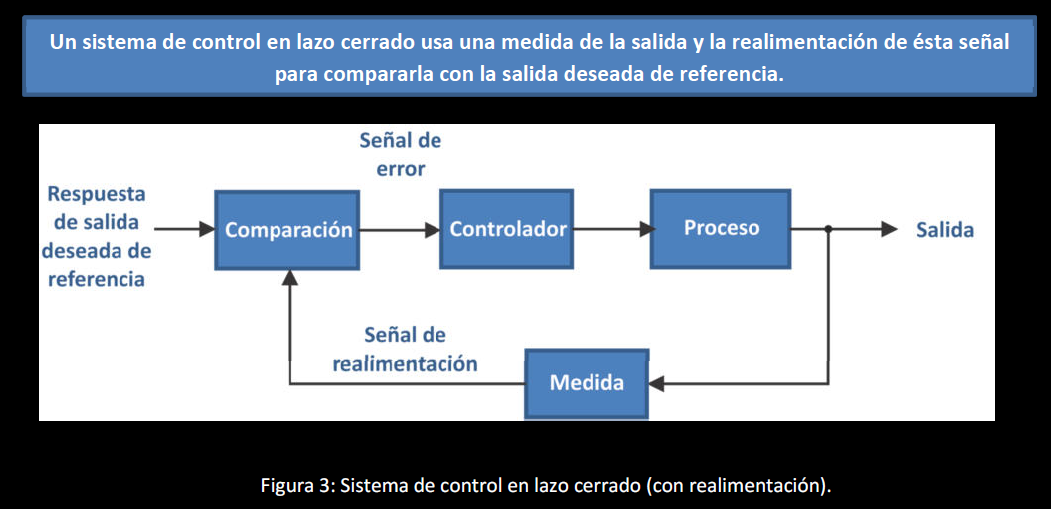 Un sistema de control en lazo cerrado usa una medida de la salida y la realimentación de ésta señal
para compararla con la salida deseada de referencia.
Señal de
error
Respuesta
de salida
deseada de
referencia
Comparación
Controlador
Proceso
Salida
Señal de
realimentación
Medida
Figura 3: Sistema de control en lazo cerrado (con realimentación).